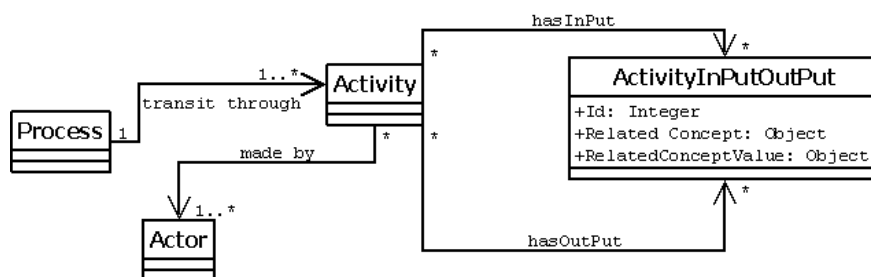 hasInPut
*
*
1..*
Activity
ActivityInPutOutPut
transit through
+Id: Integer
Process
1
*
*
+Related Concept: Object
made by
+RelatedConceptValue: Object
*
1..*
Actor
hasOutPut